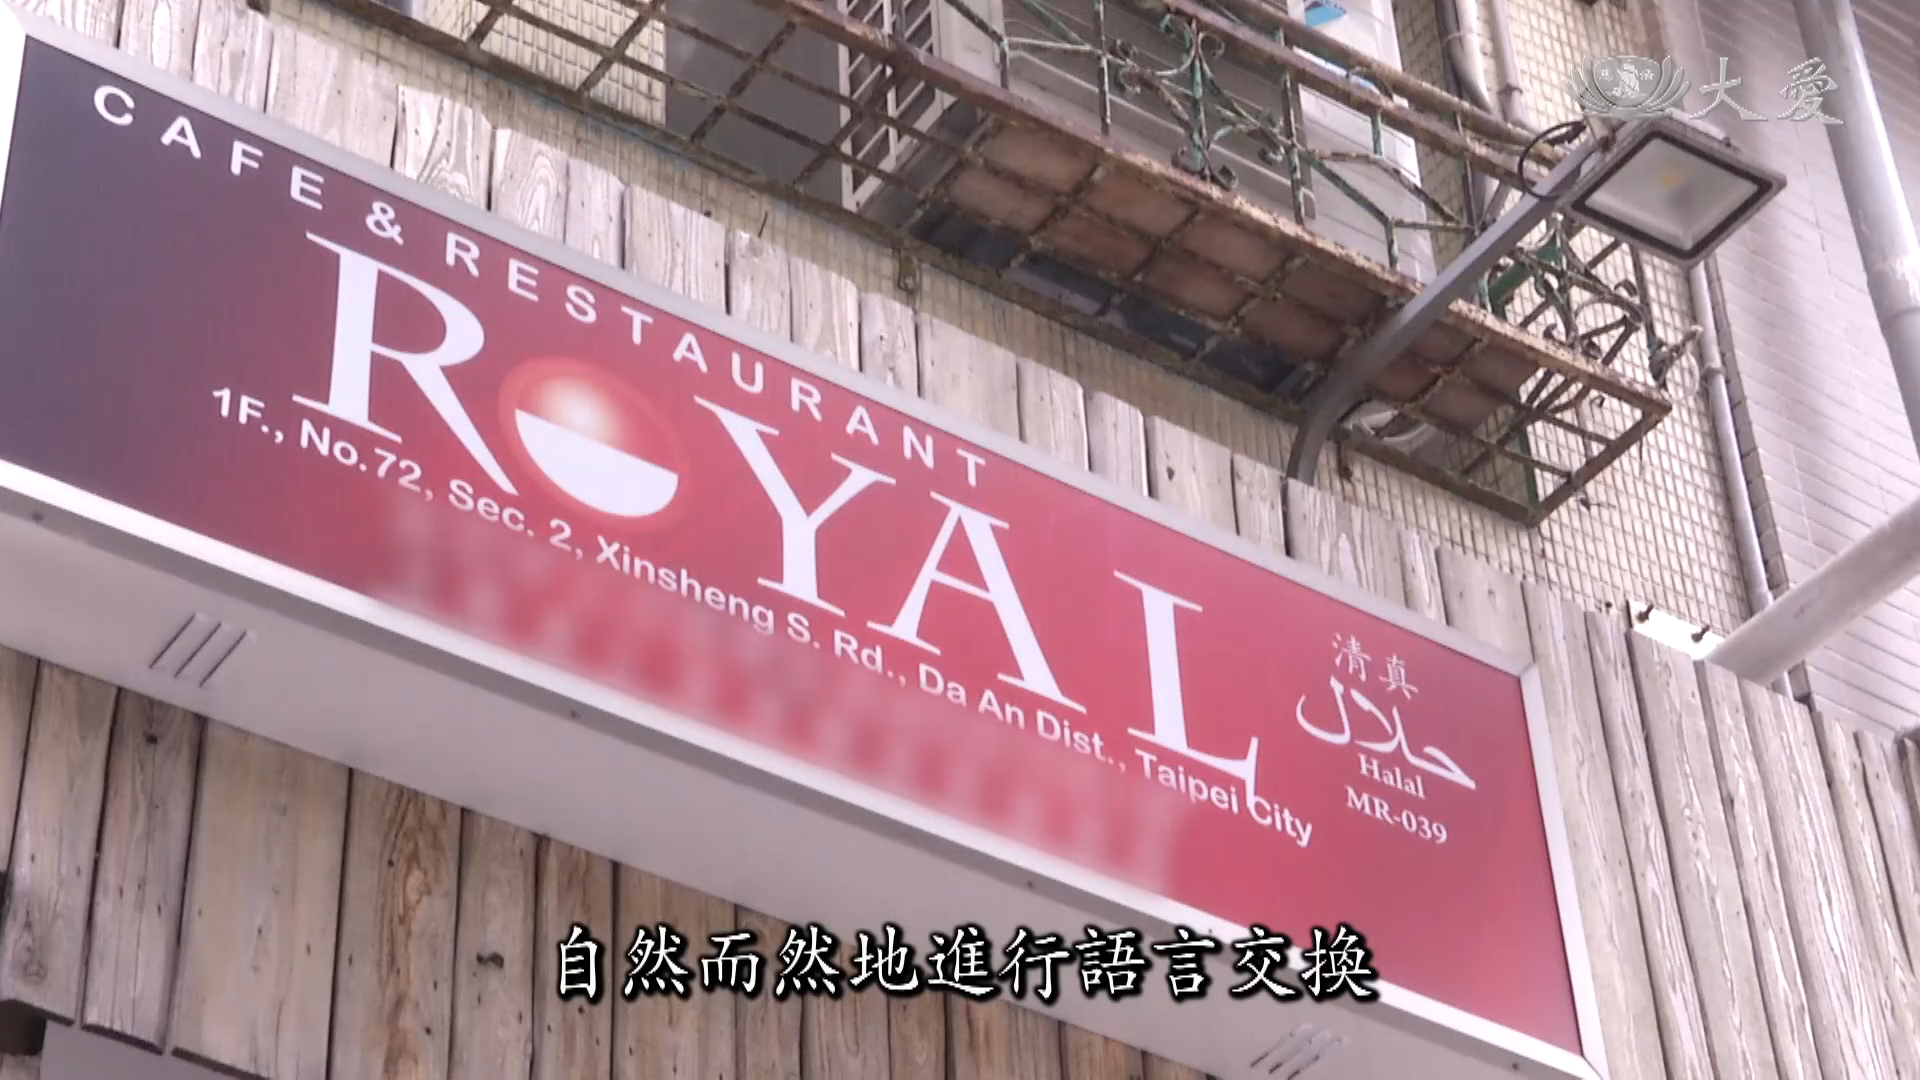 大愛
CAFE & RESTAURANT
ROYAL
1F., No.72, Sec. 2, Xinsheng S. Rd., Da An Dist., Taipei City
清真
حلال
Halal
MR-039
自然而然地進行語言交換